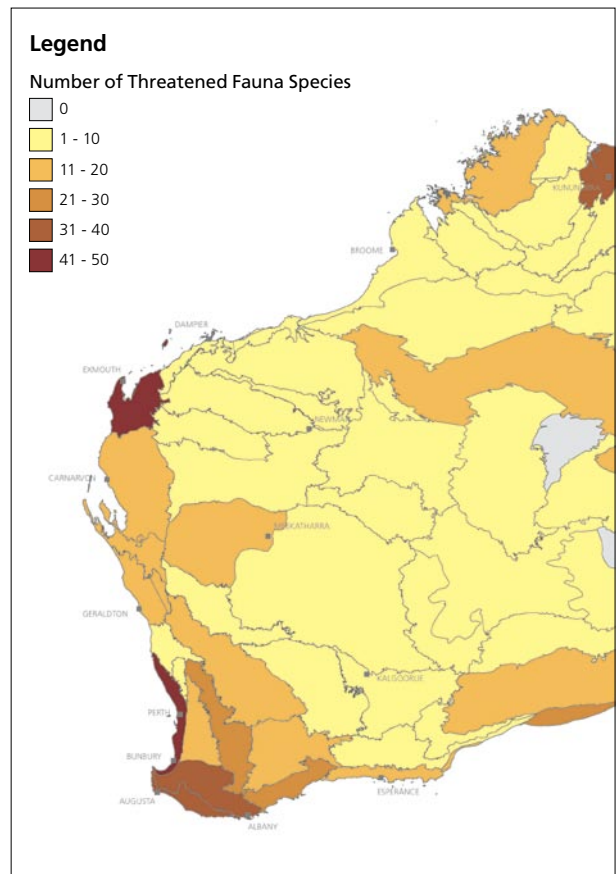 Legend
Number of Threatened Fauna Species
0
1 - 10
11 - 20
21 - 30
31 - 40
41 - 50
KUNUNURRA
BROOME
DAMPIER
EXMOUTH
NEWMAN
CARNARVON
MEEKATHARRA
GERALDTON
KALGOORLIE
PERTH
BUNBURY
ESPERANCE
AUGUSTA
ALBANY